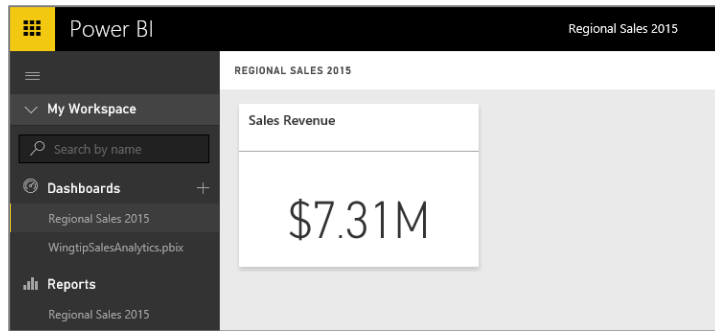 Power BI
Regional Sales 2015
REGIONAL SALES 2015
My Workspace
Search by name
Dashboards
Regional Sales 2015
WingtipSalesAnalytics.pbix
Reports
Regional Sales 2015
Sales Revenue
$7.31M